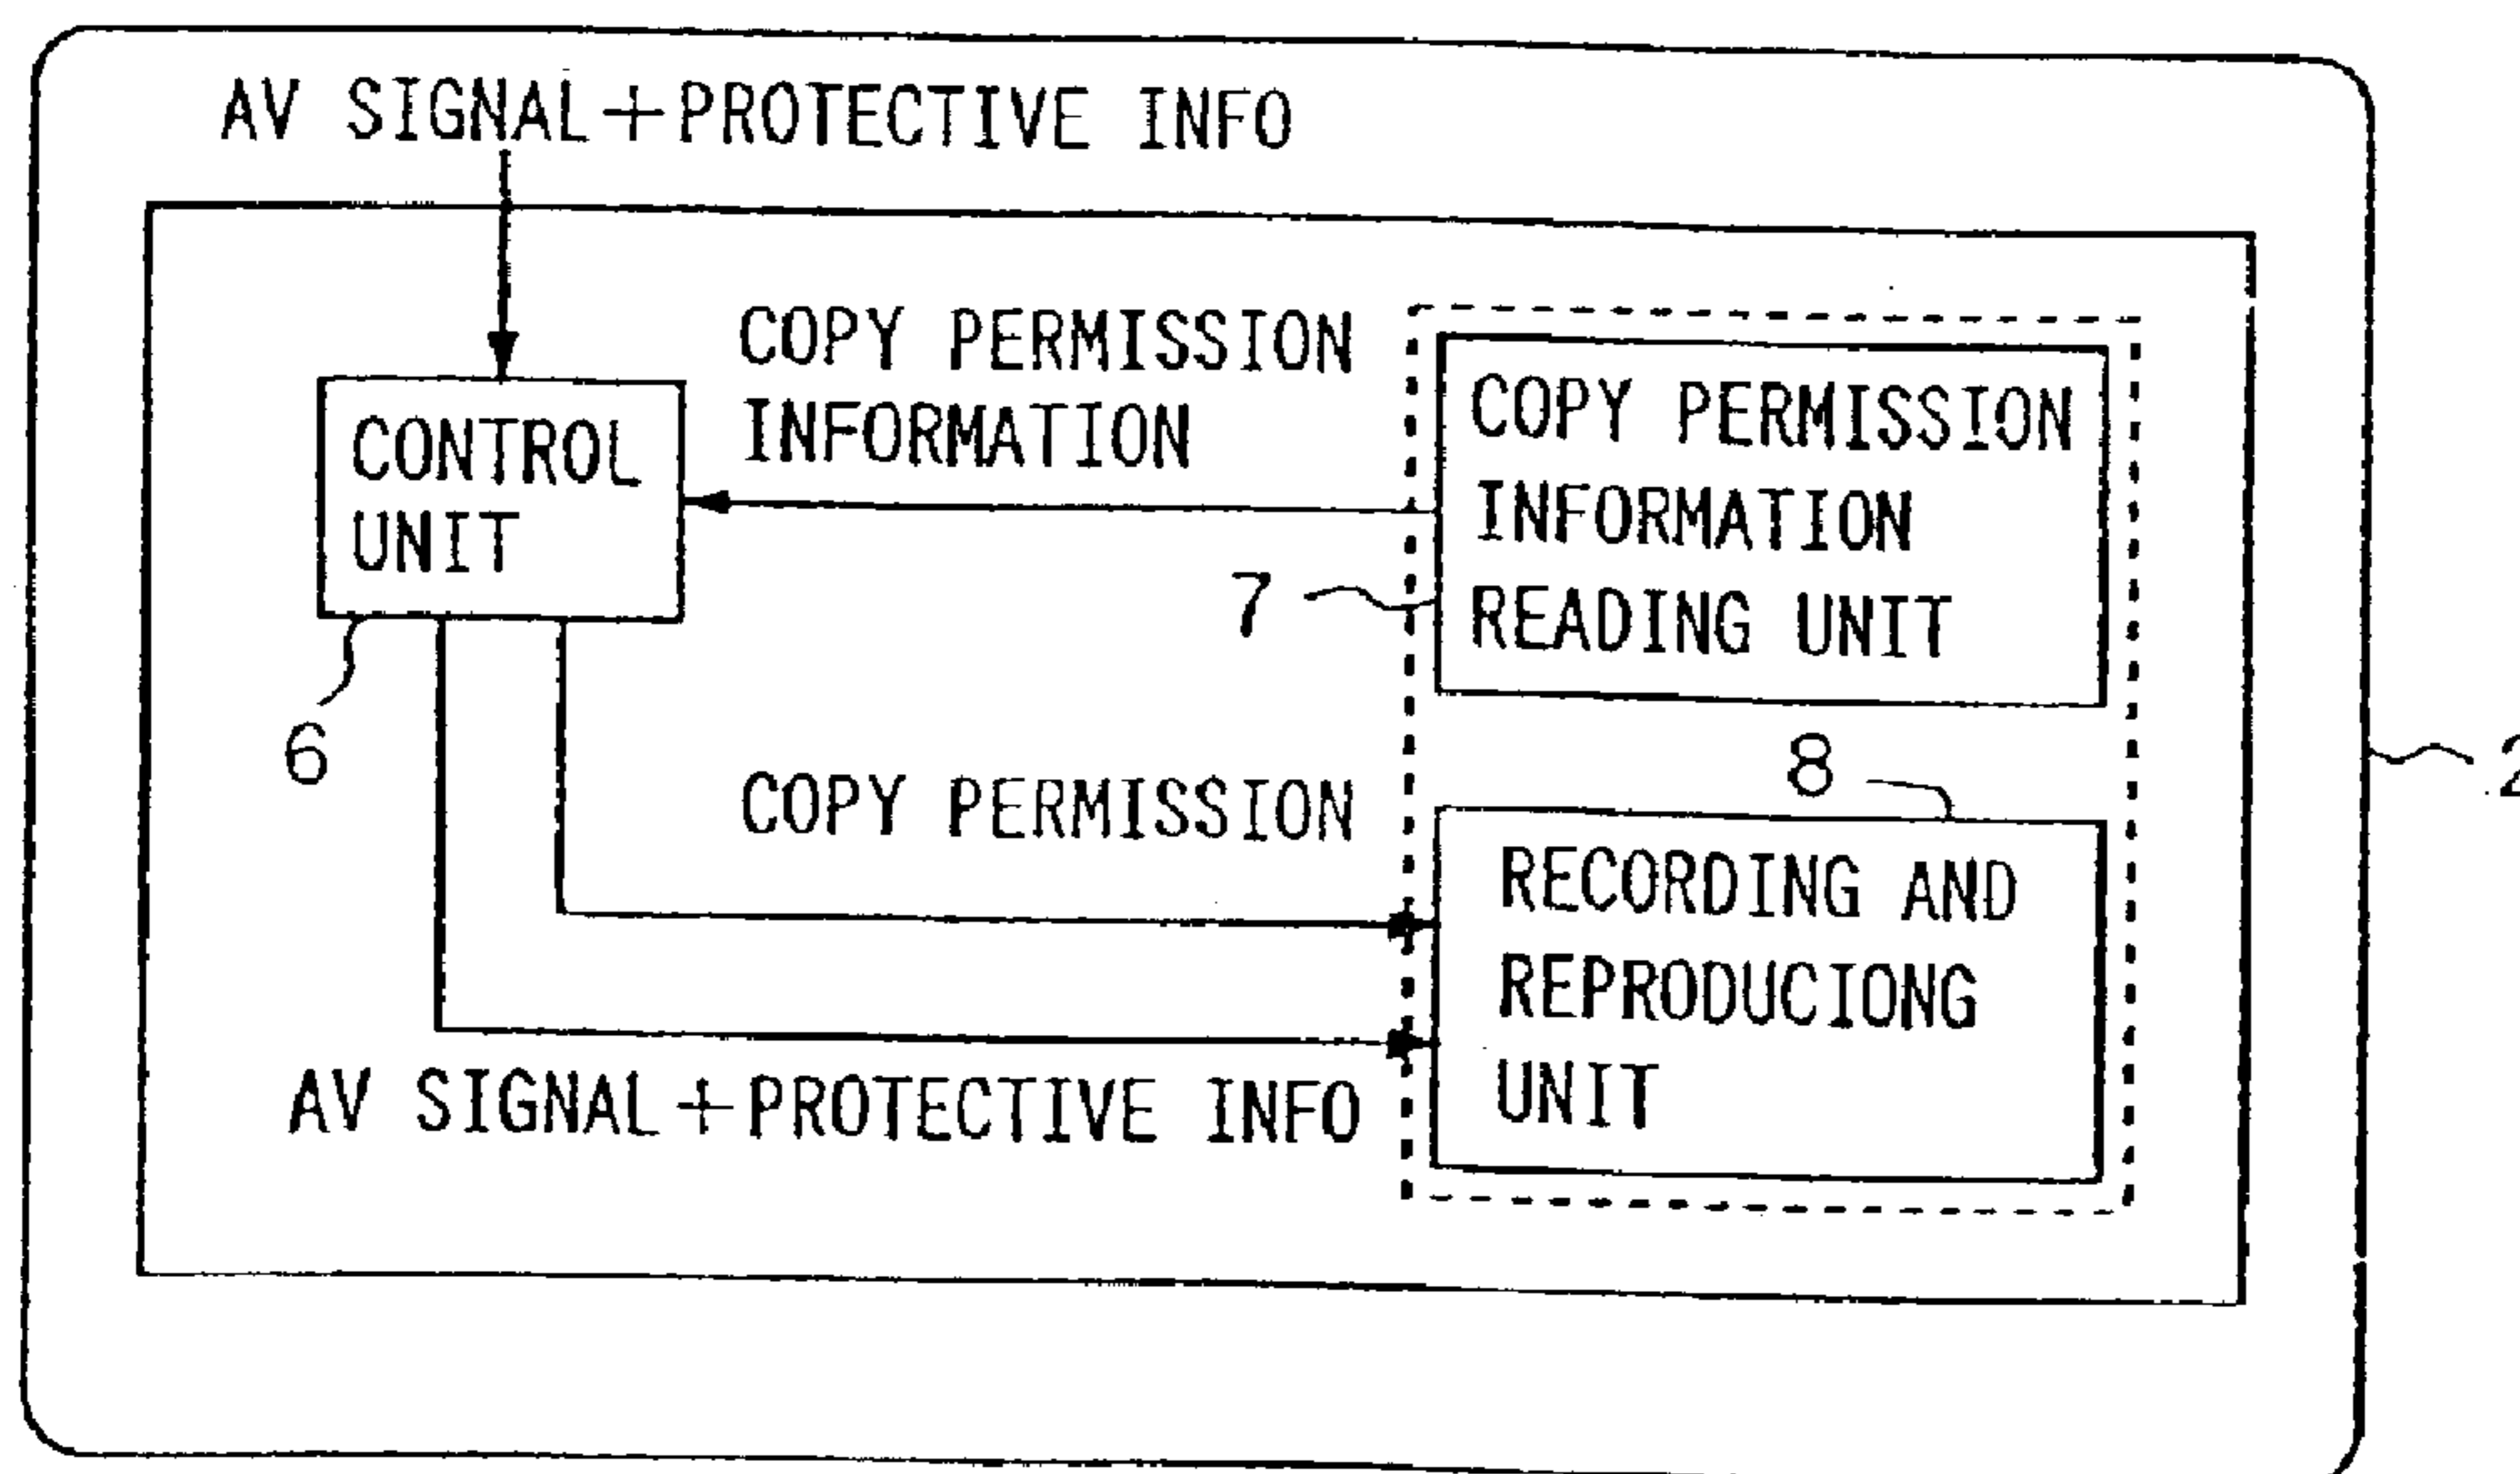 AV SIGNAL+PROTECTIVE INFO
COPY PERMISSION
INFORMATION
CONTROL
UNIT
COPY PERMISSION
INFORMATION
READING UNIT
7
6
8
2
COPY PERMISSION
RECORDING AND
REPRODUCIONG
UNIT
AV SIGNAL+PROTECTIVE INFO